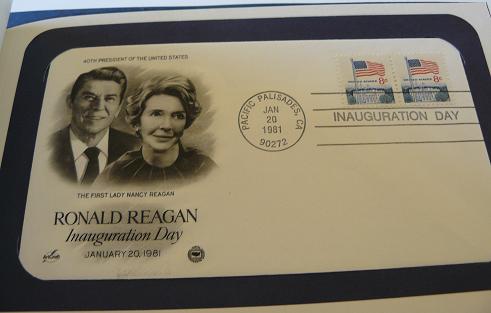 40TH PRESIDENT OF THE UNITED STATES
THE FIRST LADY NANCY REAGAN
RONALD REAGAN
Inauguration Day
JANUARY 20, 1981
ArtCraft
PACIFIC PALISADES, CA
JAN
20
1981
90272
8c
8c
INAUGURATION DAY